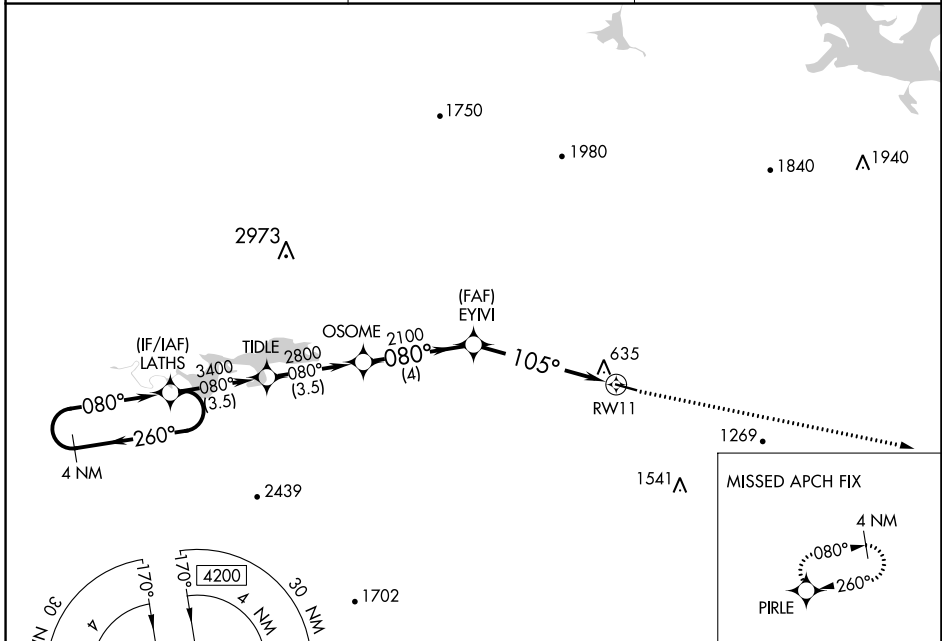 1750
1980
1840
1940
2973
(FAF)
EYIVI
(IF/IAF)
LATHS
TIDLE
OSOME
3400
080°
(3.5)
2800
080°
(3.5)
2100
080°
(4)
105°
635
RW11
080°
260°
4 NM
1269
1541
2439
MISSED APCH FIX
4 NM
080°
260°
PIRLE
170°
170°
4200
30 NM
4 NM
30 NM
4
1702